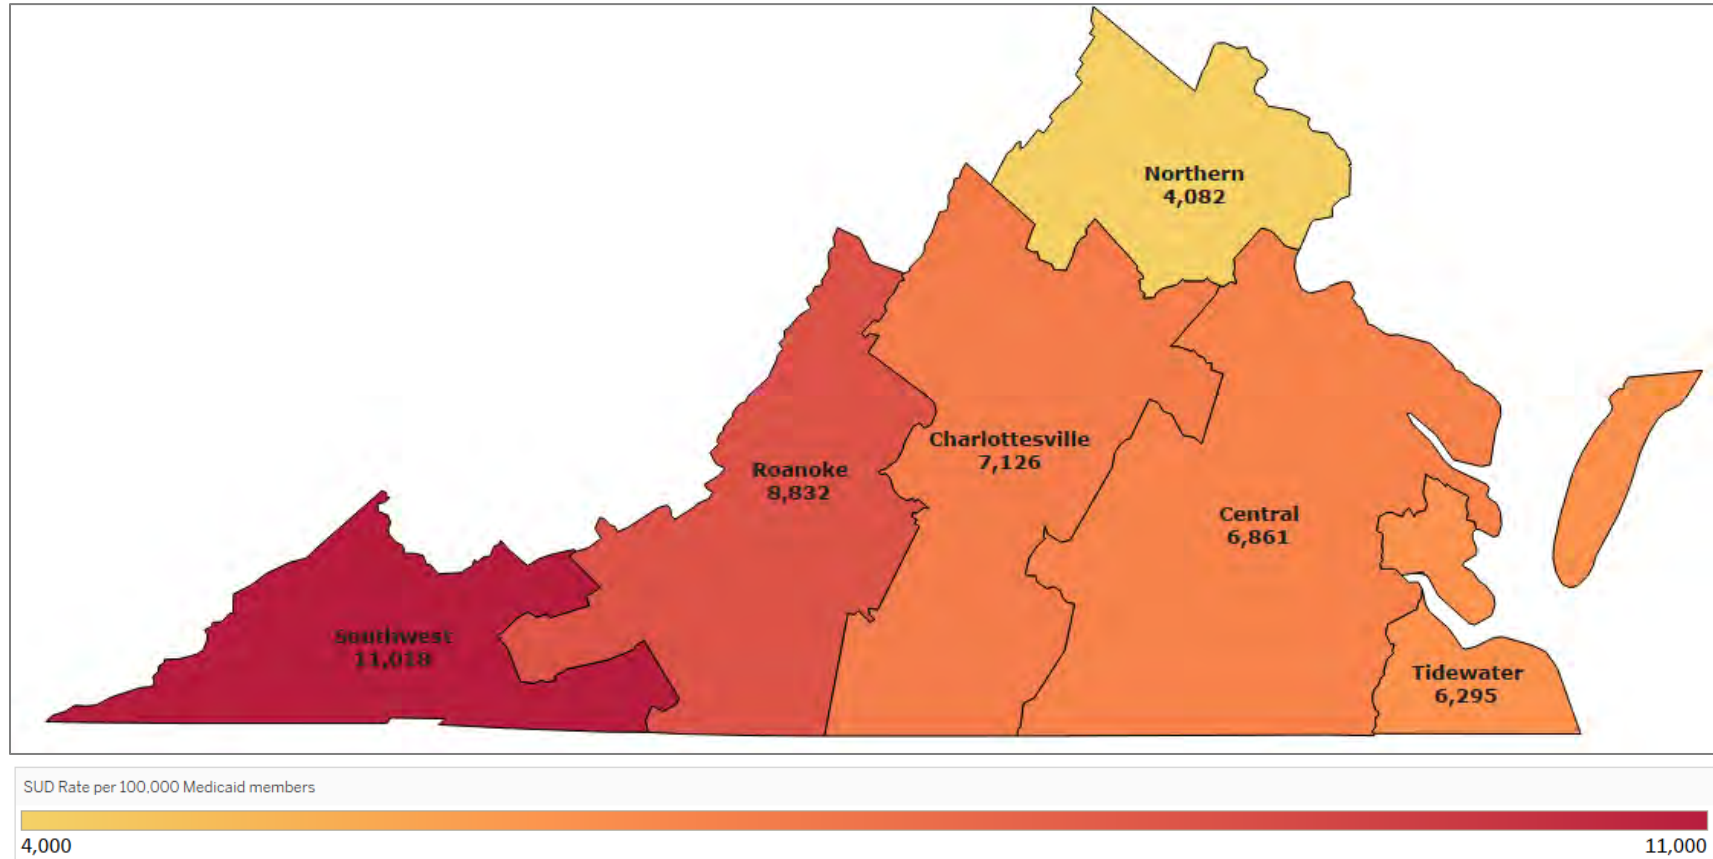 Northern
4,082
Charlottesville
7,126
Roanoke
8,832
Central
6,861
Southwest
11,018
Tidewater
6,295
SUD Rate per 100,000 Medicaid members
4,000
11,000